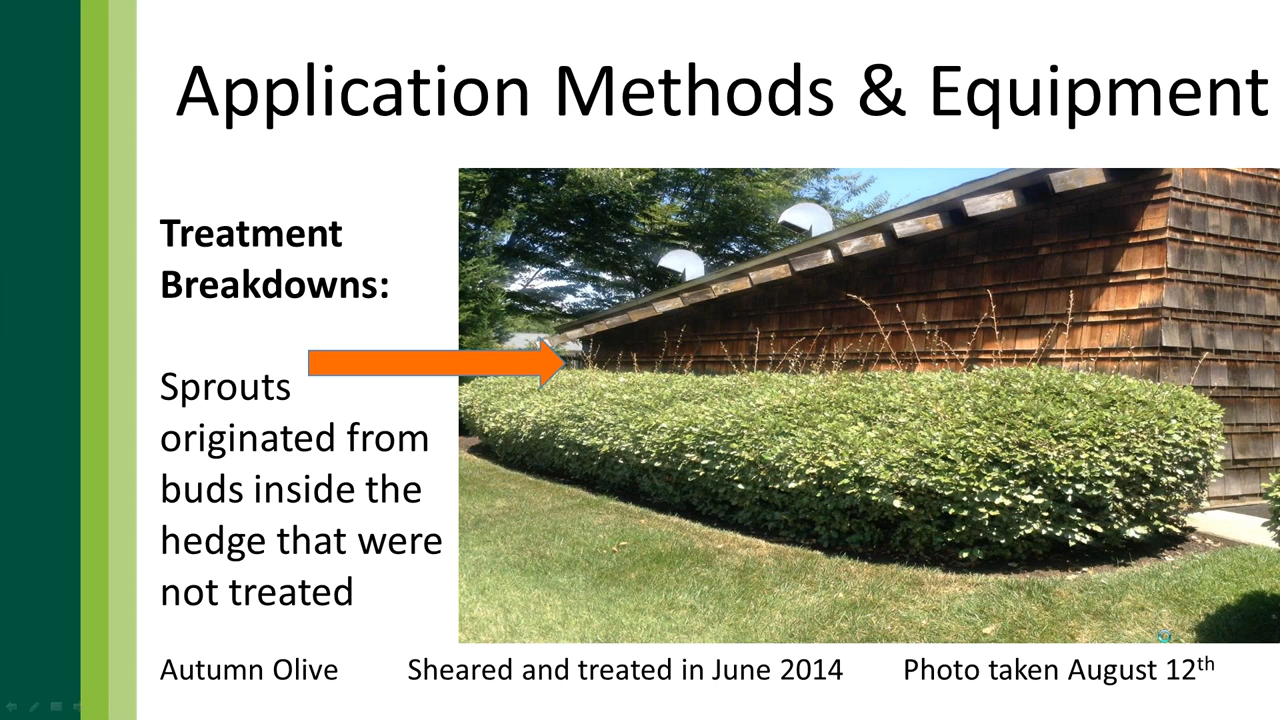 Application Methods & Equipment
Treatment
Breakdowns:
Sprouts
originated from
buds inside the
hedge that were
not treated
Autumn Olive Sheared and treated in June 2014 Photo taken August 12th